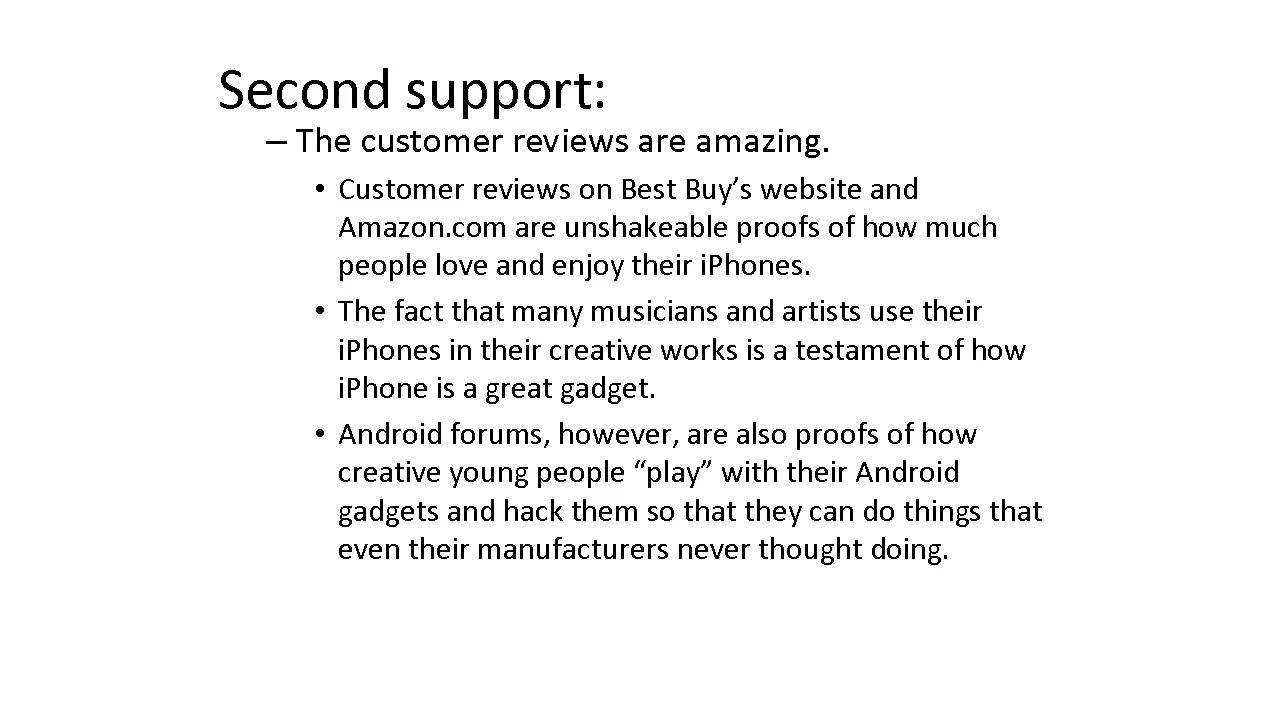 Second support:
– The customer reviews are amazing.
• Customer reviews on Best Buy’s website and
Amazon.com are unshakeable proofs of how much
people love and enjoy their iPhones.
• The fact that many musicians and artists use their
iPhones in their creative works is a testament of how
iPhone is a great gadget.
• Android forums, however, are also proofs of how
creative young people “play” with their Android
gadgets and hack them so that they can do things that
even their manufacturers never thought doing.